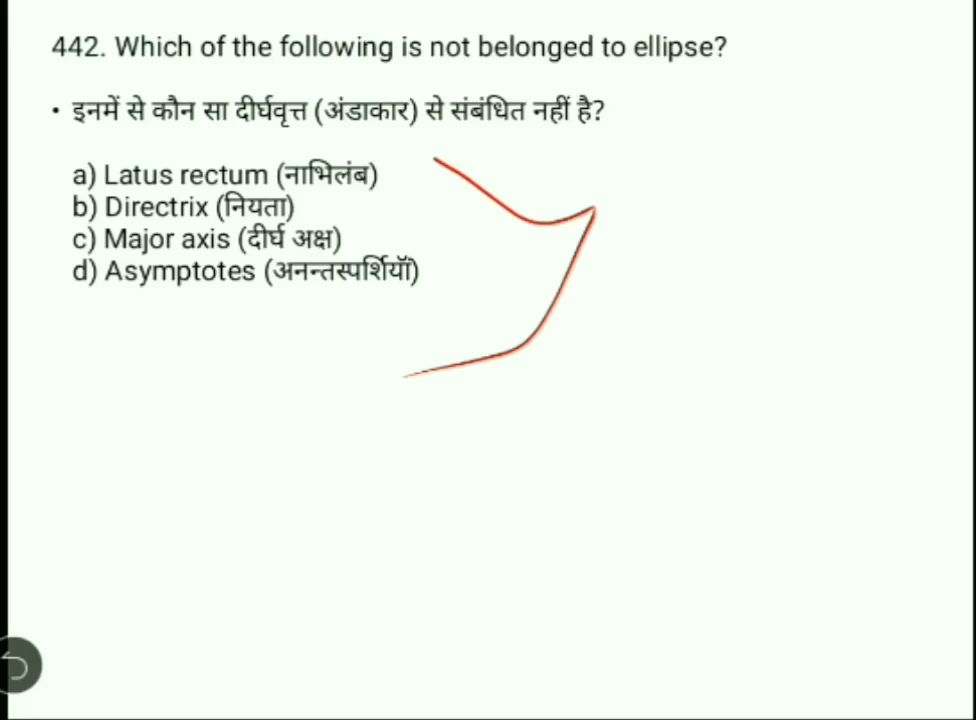 442. Which of the following is not belonged to ellipse?
• इनमें से कौन सा दीर्घवृत्त (अंडाकार) से संबंधित नहीं है?
a) Latus rectum (नाभिलंब)
b) Directrix (नियता)
c) Major axis (दीर्घ अक्ष)
d) Asymptotes (अनन्तस्पर्शियॉं)